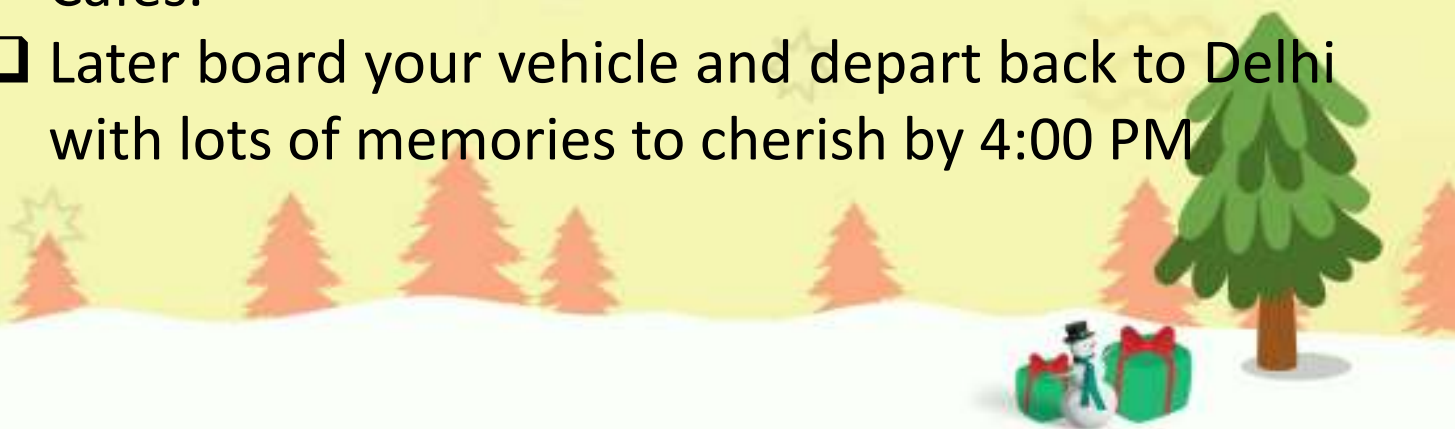 Later board your vehicle and depart back to Delhi
with lots of memories to cherish by 4:00 PM